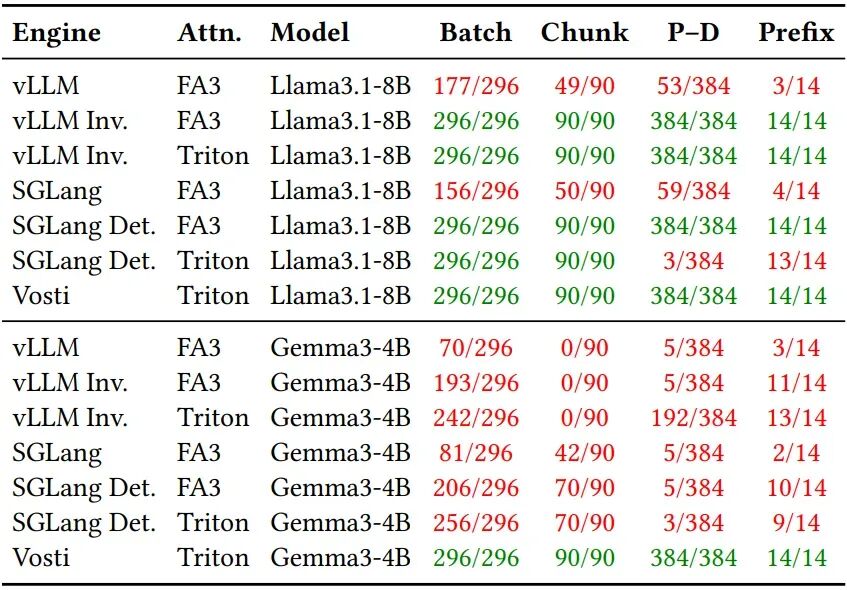 Engine Attn. Model Batch Chunk P–D Prefix
vLLM FA3 Llama3.1-8B 177/296 49/90 53/384 3/14
vLLM Inv. FA3 Llama3.1-8B 296/296 90/90 384/384 14/14
vLLM Inv. Triton Llama3.1-8B 296/296 90/90 384/384 14/14
SGLang FA3 Llama3.1-8B 156/296 50/90 59/384 4/14
SGLang Det. FA3 Llama3.1-8B 296/296 90/90 384/384 14/14
SGLang Det. Triton Llama3.1-8B 296/296 90/90 3/384 13/14
Vosti Triton Llama3.1-8B 296/296 90/90 384/384 14/14
vLLM FA3 Gemma3-4B 70/296 0/90 5/384 3/14
vLLM Inv. FA3 Gemma3-4B 193/296 0/90 5/384 11/14
vLLM Inv. Triton Gemma3-4B 242/296 0/90 192/384 13/14
SGLang FA3 Gemma3-4B 81/296 42/90 5/384 2/14
SGLang Det. FA3 Gemma3-4B 206/296 70/90 5/384 10/14
SGLang Det. Triton Gemma3-4B 256/296 70/90 3/384 9/14
Vosti Triton Gemma3-4B 296/296 90/90 384/384 14/14